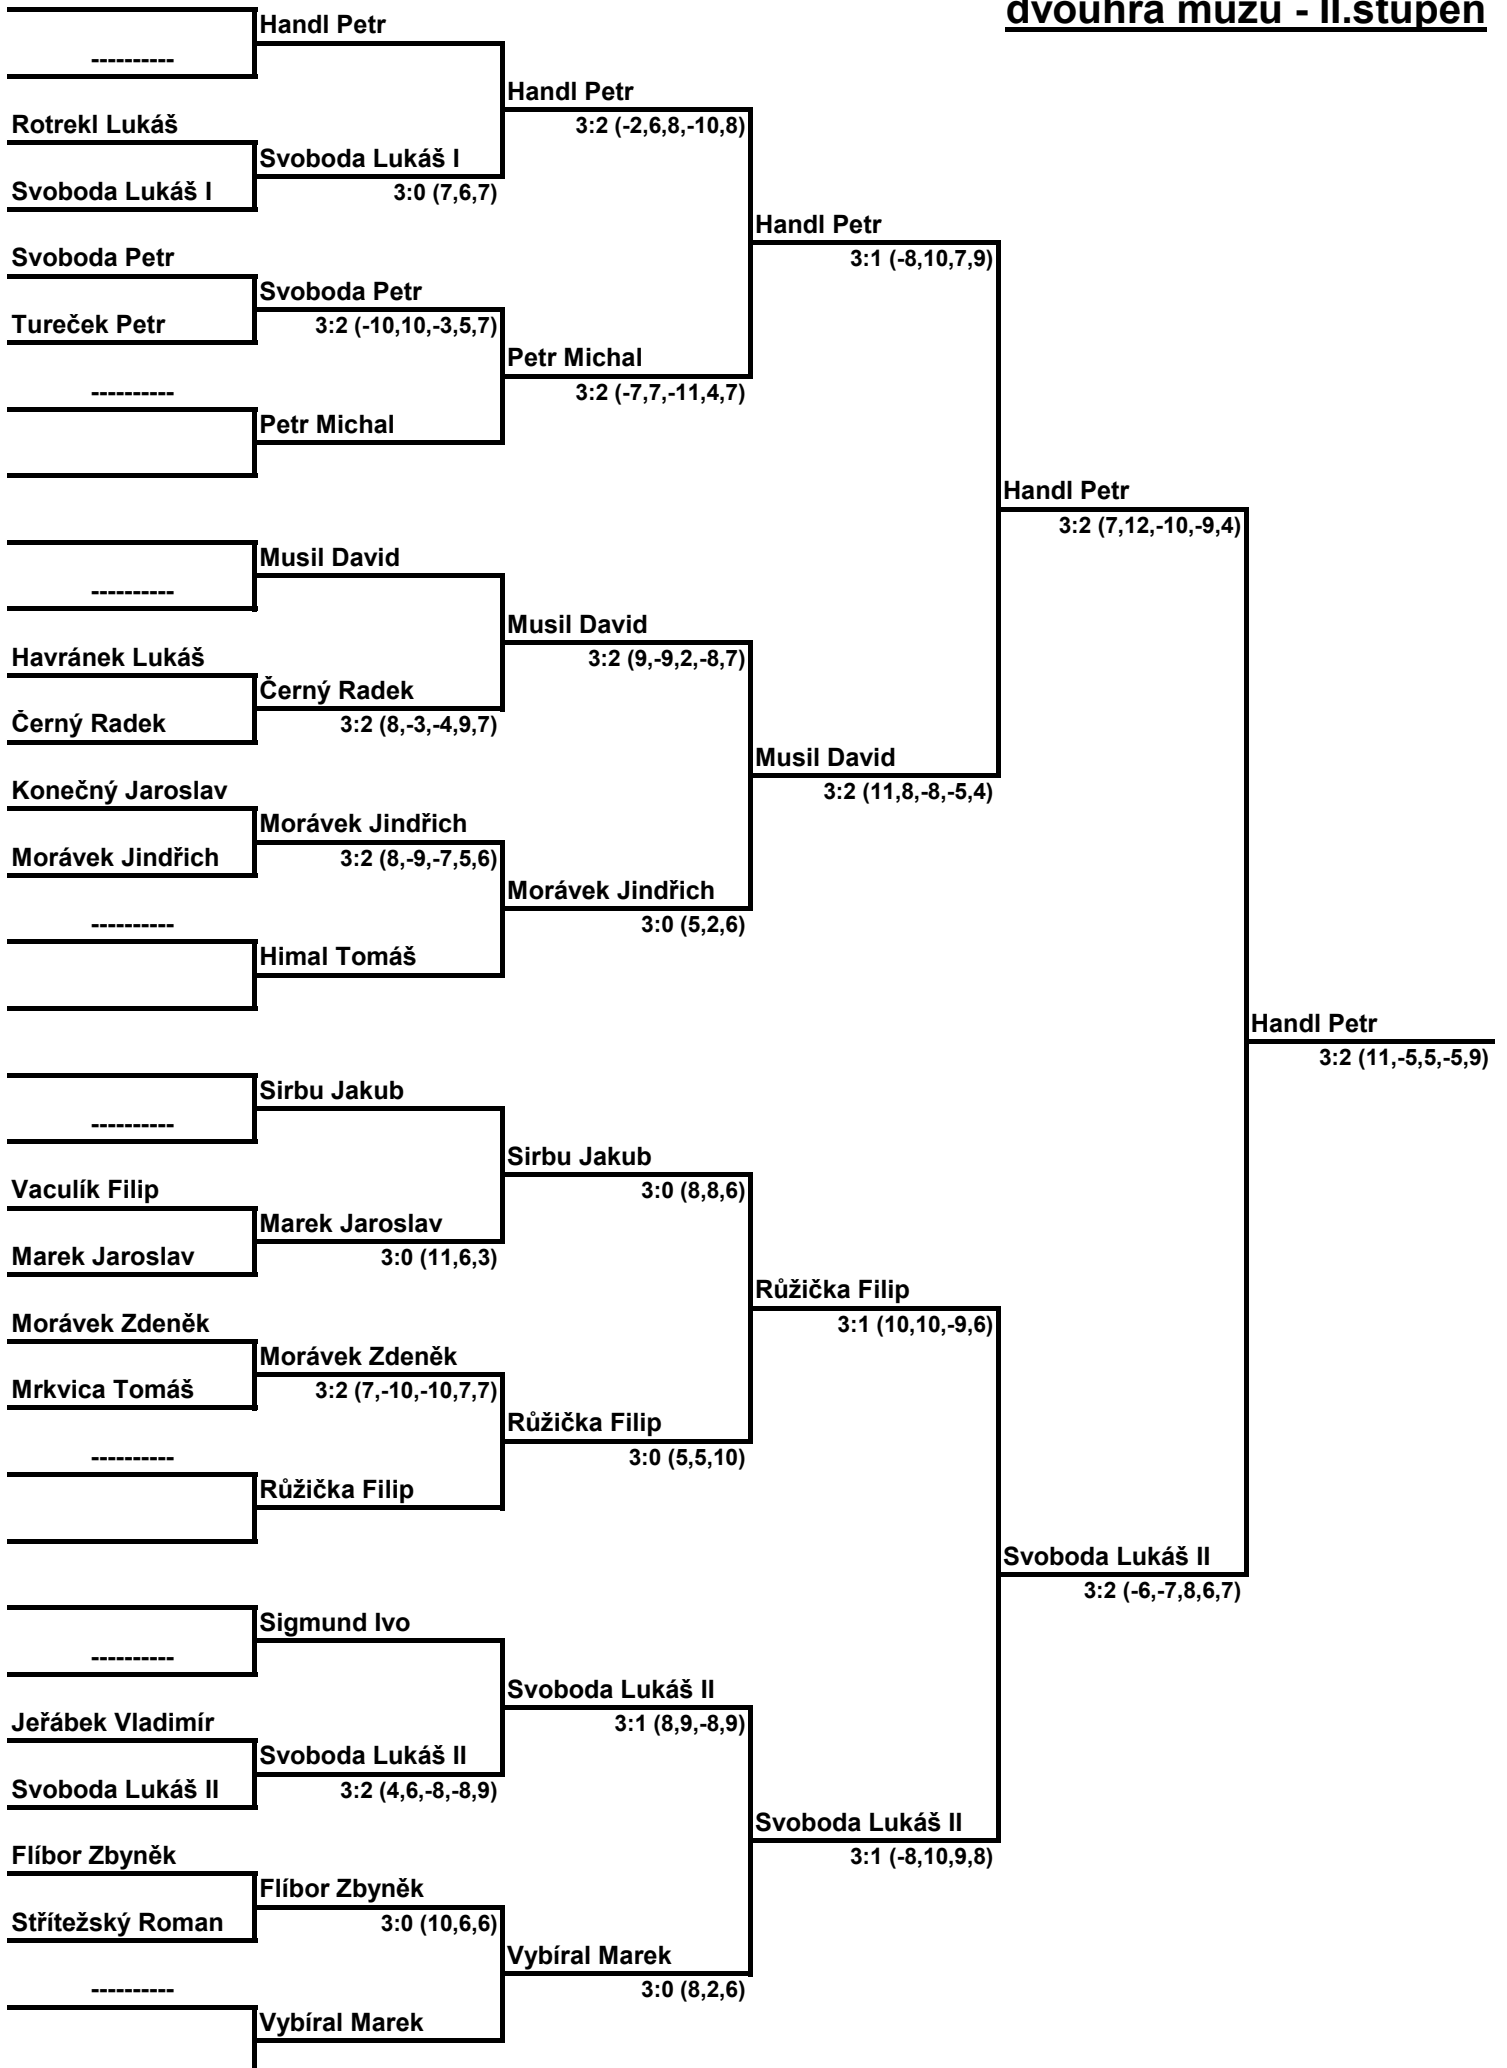 dvouhra mužů - II.stupeň
Handl Petr
----------
Handl Petr
3:2 (-2,6,8,-10,8)
Rotrekl Lukáš
Svoboda Lukáš I
3:0 (7,6,7)
Svoboda Lukáš I
Handl Petr
3:1 (-8,10,7,9)
Svoboda Petr
Svoboda Petr
3:2 (-10,10,-3,5,7)
Tureček Petr
Petr Michal
3:2 (-7,7,-11,4,7)
----------
Petr Michal
Handl Petr
3:2 (7,12,-10,-9,4)
Musil David
----------
Musil David
3:2 (9,-9,2,-8,7)
Havránek Lukáš
Černý Radek
3:2 (8,-3,-4,9,7)
Černý Radek
Musil David
3:2 (11,8,-8,-5,4)
Konečný Jaroslav
Morávek Jindřich
3:2 (8,-9,-7,5,6)
Morávek Jindřich
Morávek Jindřich
3:0 (5,2,6)
----------
Himal Tomáš
Handl Petr
3:2 (11,-5,5,-5,9)
Sirbu Jakub
----------
Sirbu Jakub
3:0 (8,8,6)
Vaculík Filip
Marek Jaroslav
3:0 (11,6,3)
Marek Jaroslav
Růžička Filip
3:1 (10,10,-9,6)
Morávek Zdeněk
Morávek Zdeněk
3:2 (7,-10,-10,7,7)
Mrkvica Tomáš
Růžička Filip
3:0 (5,5,10)
----------
Růžička Filip
Svoboda Lukáš II
3:2 (-6,-7,8,6,7)
Sigmund Ivo
----------
Svoboda Lukáš II
3:1 (8,9,-8,9)
Jeřábek Vladimír
Svoboda Lukáš II
3:2 (4,6,-8,-8,9)
Svoboda Lukáš II
Svoboda Lukáš II
3:1 (-8,10,9,8)
Flíbor Zbyněk
Flíbor Zbyněk
3:0 (10,6,6)
Střítežský Roman
Vybíral Marek
3:0 (8,2,6)
----------
Vybíral Marek